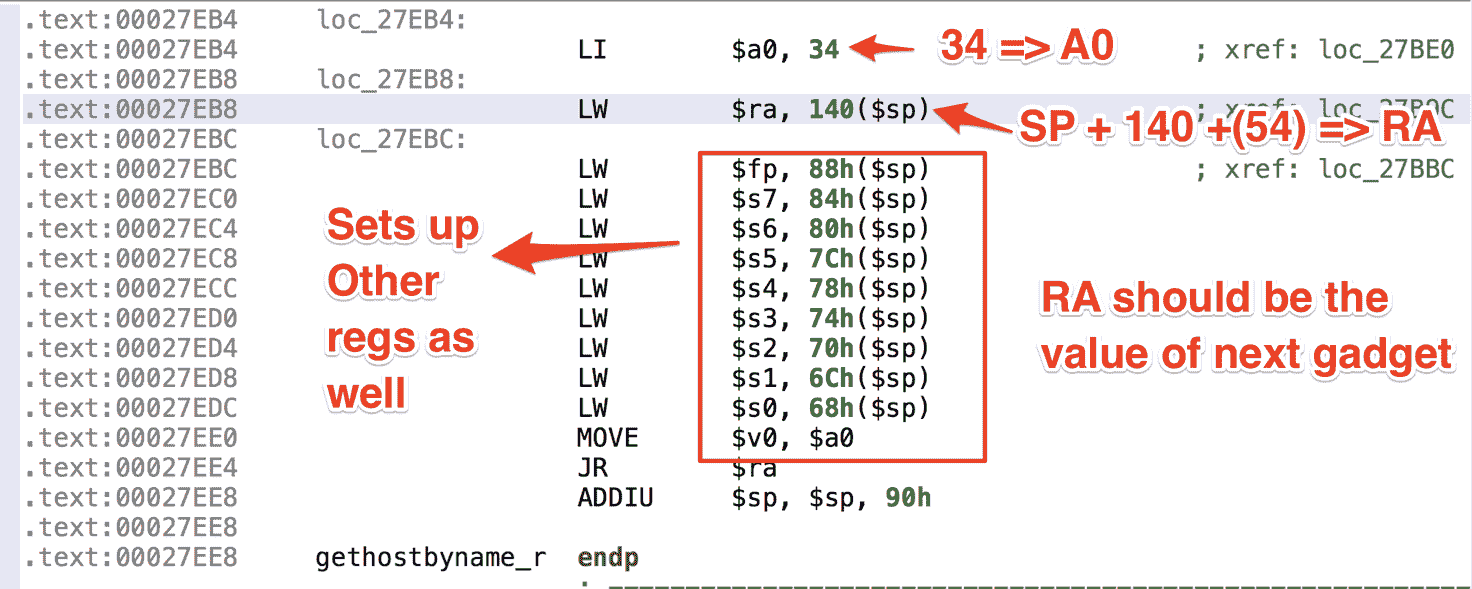 .text:00027EB4 loc_27EB4:
.text:00027EB4 LI $a0, 34 34 => A0 ; xref: loc_27BE0
.text:00027EB8 loc_27EB8:
.text:00027EB8 LW $ra, 140($sp) ; xref:
SP + 140 +(54) => RA
.text:00027EBC loc_27EBC:
.text:00027EBC LW $fp, 88h($sp) ; xref: loc_27BBC
.text:00027EC0 LW $s7, 84h($sp)
.text:00027EC4 LW $s6, 80h($sp)
.text:00027EC8 LW $s5, 7Ch($sp)
.text:00027ECC LW $s4, 78h($sp)
.text:00027ED0 LW $s3, 74h($sp)
.text:00027ED4 LW $s2, 70h($sp)
.text:00027ED8 LW $s1, 6Ch($sp)
.text:00027EDC LW $s0, 68h($sp)
.text:00027EE0 MOVE $v0, $a0
.text:00027EE4 JR $ra
.text:00027EE8 ADDIU $sp, $sp, 90h
.text:00027EE8
.text:00027EE8 gethostbyname_r endp
Sets up
Other
regs as
well
RA should be the
value of next gadget